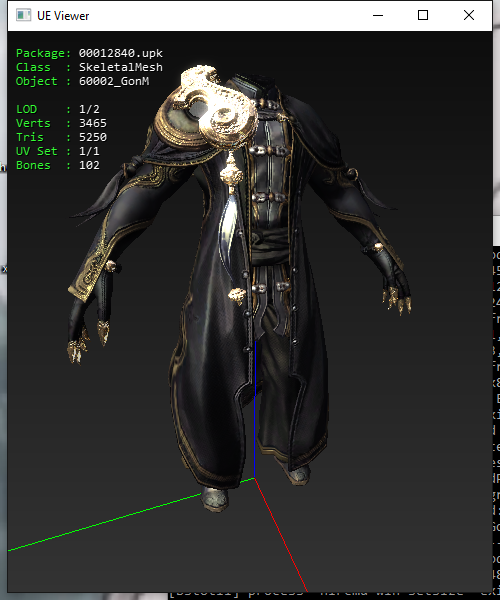 UE Viewer
Package: 00012840.upk
Class : SkeletalMesh
Object : 60002_GonM
LOD : 1/2
Verts : 3465
Tris : 5250
UV Set : 1/1
Bones : 102